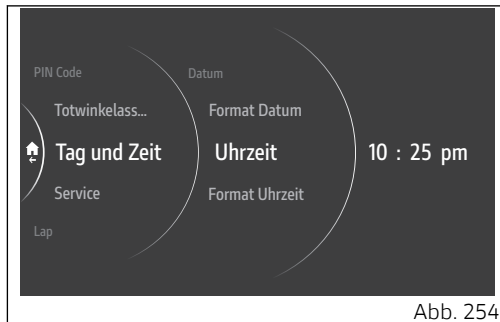 PIN Code
Totwinkelass...
Tag und Zeit
Service
Lap
Datum
Format Datum
Uhrzeit
Format Uhrzeit
10 : 25 pm
Abb. 254